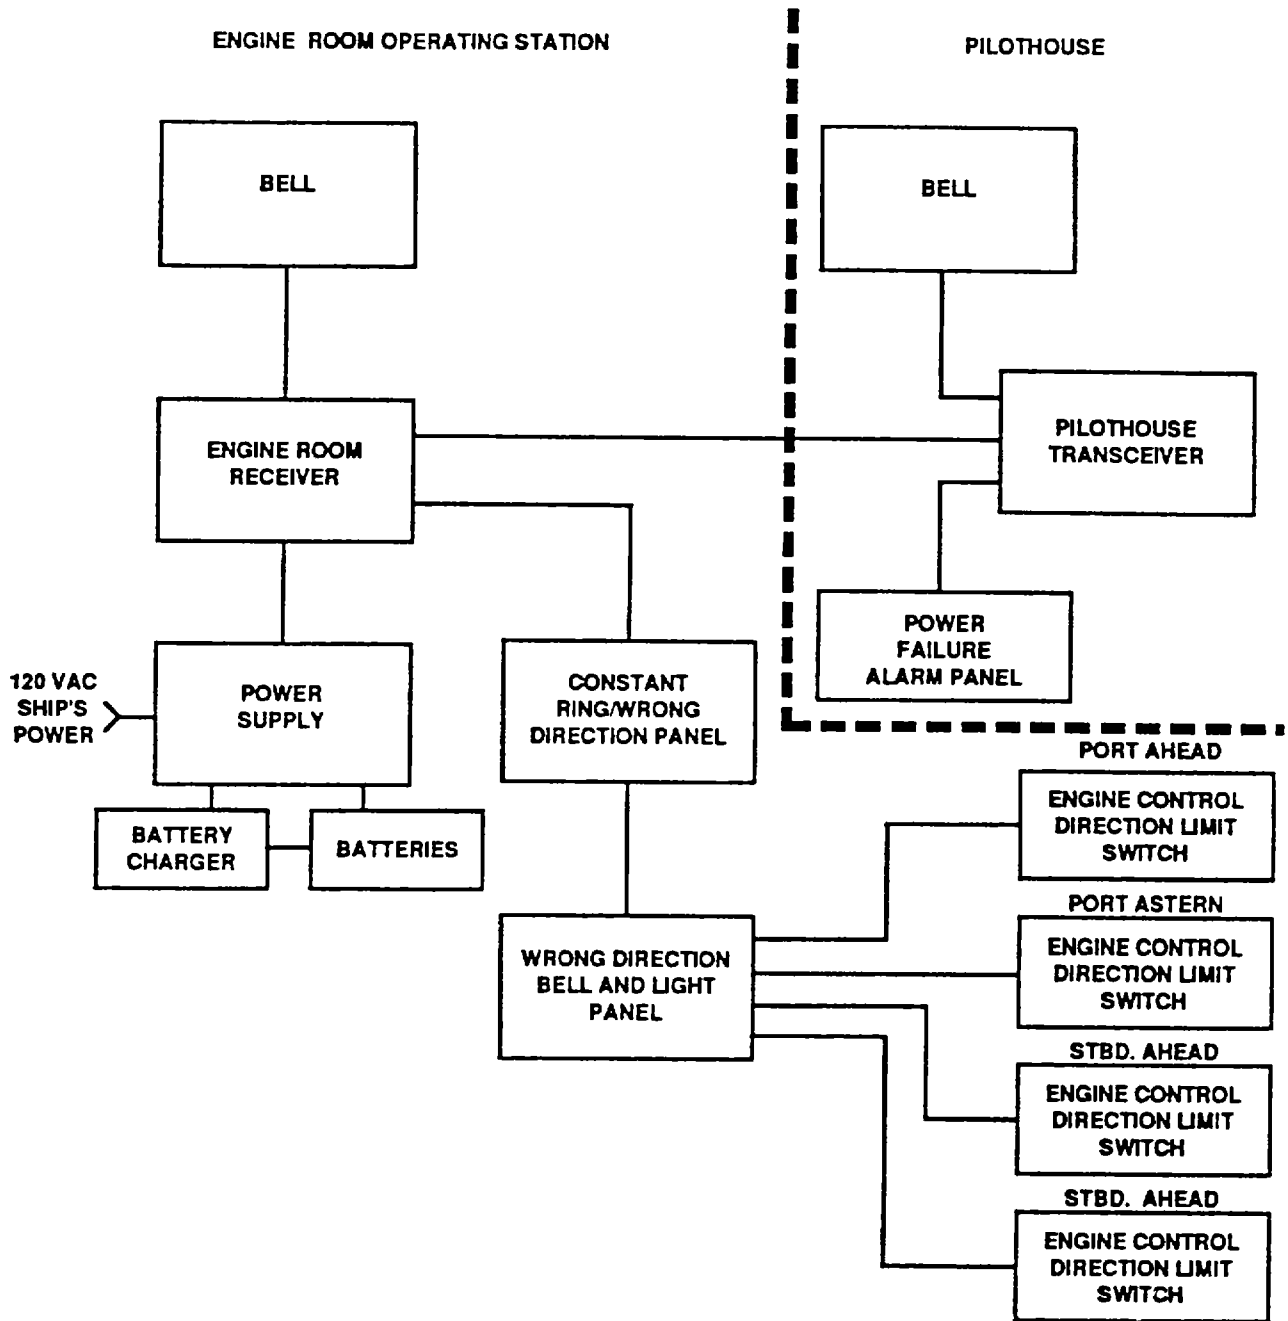 ENGINE ROOM OPERATING STATION
PILOTHOUSE
BELL
BELL
ENGINE ROOM
RECEIVER
PILOTHOUSE
TRANSCEIVER
POWER
FAILURE
ALARM PANEL
120 VAC
SHIP'S
POWER
POWER
SUPPLY
CONSTANT
RING/WRONG
DIRECTION PANEL
BATTERY
CHARGER
BATTERIES
PORT AHEAD
ENGINE CONTROL
DIRECTION LIMIT
SWITCH
WRONG DIRECTION
BELL AND LIGHT
PANEL
PORT ASTERN
ENGINE CONTROL
DIRECTION LIMIT
SWITCH
STBD. AHEAD
ENGINE CONTROL
DIRECTION LIMIT
SWITCH
STBD. AHEAD
ENGINE CONTROL
DIRECTION LIMIT
SWITCH